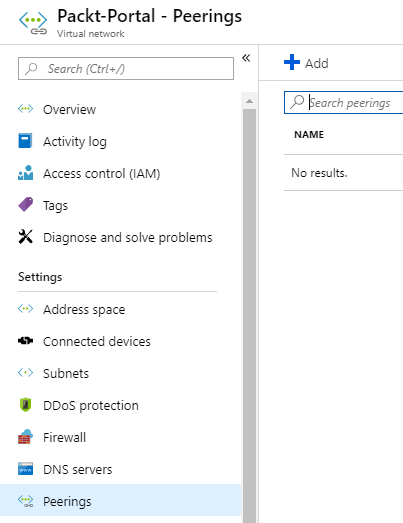 Packt-Portal - Peerings
Virtual network
Search (Ctrl+/)
«
Overview
Activity log
Access control (IAM)
Tags
Diagnose and solve problems
Settings
Address space
Connected devices
Subnets
DDoS protection
Firewall
DNS servers
Peerings
Add
Search peerings
NAME
No results.